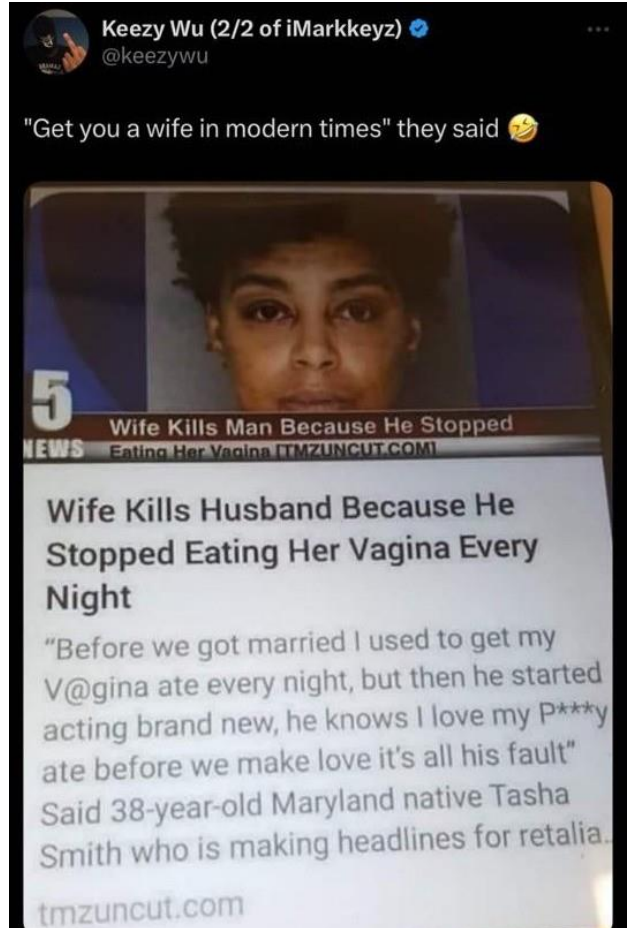 Keezy Wu (2/2 of iMarkkeyz)
@keezywu
"Get you a wife in modern times" they said 🤣
5
NEWS
Wife Kills Man Because He Stopped
Eating Her Vagina [TMZUNCUT.COM]
Wife Kills Husband Because He
Stopped Eating Her Vagina Every
Night
“Before we got married I used to get my
V@gina ate every night, but then he started
acting brand new, he knows I love my P***y
ate before we make love it's all his fault”
Said 38-year-old Maryland native Tasha
Smith who is making headlines for retalia..
tmzuncut.com